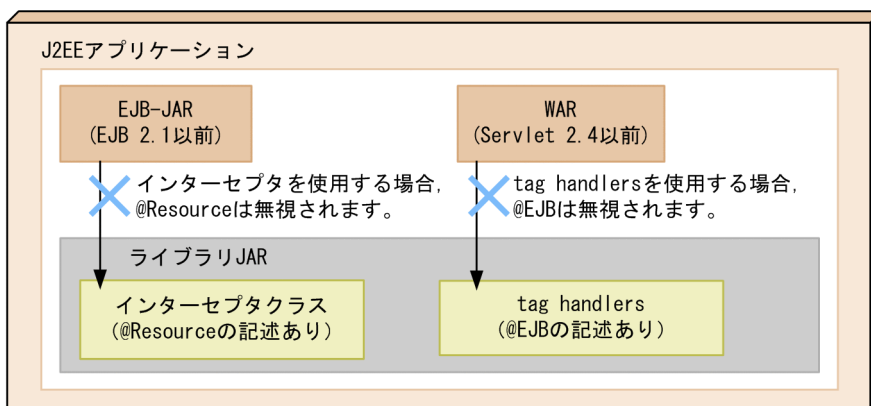 J2EEアプリケーション
EJB-JAR
(EJB 2.1以前)
WAR
(Servlet 2.4以前)
インターセプタを使用する場合,
@Resourceは無視されます。
tag handlersを使用する場合,
@EJBは無視されます。
ライブラリJAR
インターセプタクラス
(@Resourceの記述あり)
tag handlers
(@EJBの記述あり)